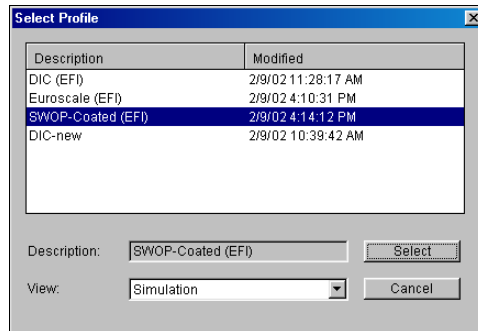 Select Profile
Description Modified
DIC (EFI) 2/9/02 11:28:17 AM
Euroscale (EFI) 2/9/02 4:10:31 PM
SWOP-Coated (EFI) 2/9/02 4:14:12 PM
DIC-new 2/9/02 10:39:42 AM
Description: SWOP-Coated (EFI) Select
View: Simulation Cancel